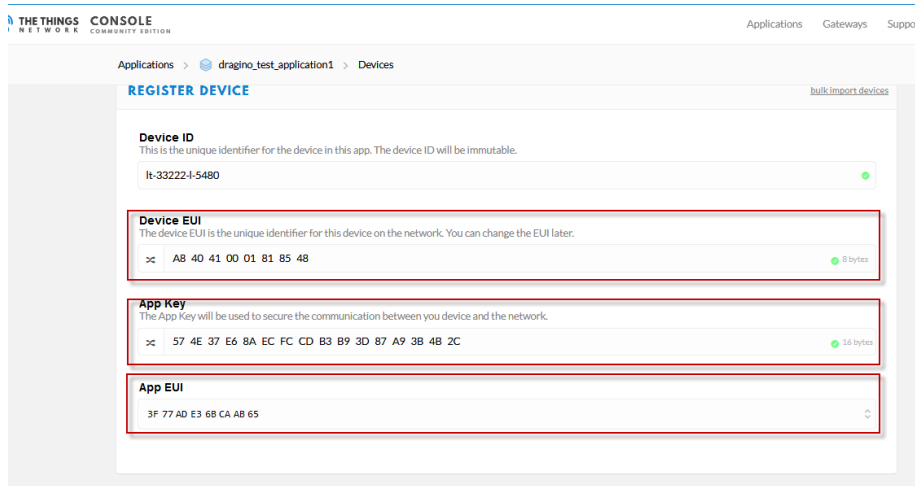 THE THINGS NETWORK CONSOLE COMMUNITY EDITION
Applications Gateways Suppo
Applications > dragino_test_application1 > Devices
REGISTER DEVICE bulk import devices
Device ID
This is the unique identifier for the device in this app. The device ID will be immutable.
lt-33222-l-5480
Device EUI
The device EUI is the unique identifier for this device on the network. You can change the EUI later.
A8 40 41 00 01 81 85 48 8 bytes
App Key
The App Key will be used to secure the communication between you device and the network.
57 4E 37 E6 8A EC FC CD B3 B9 3D 87 A9 3B 4B 2C 16 bytes
App EUI
3F 77 AD E3 6B CA AB 65